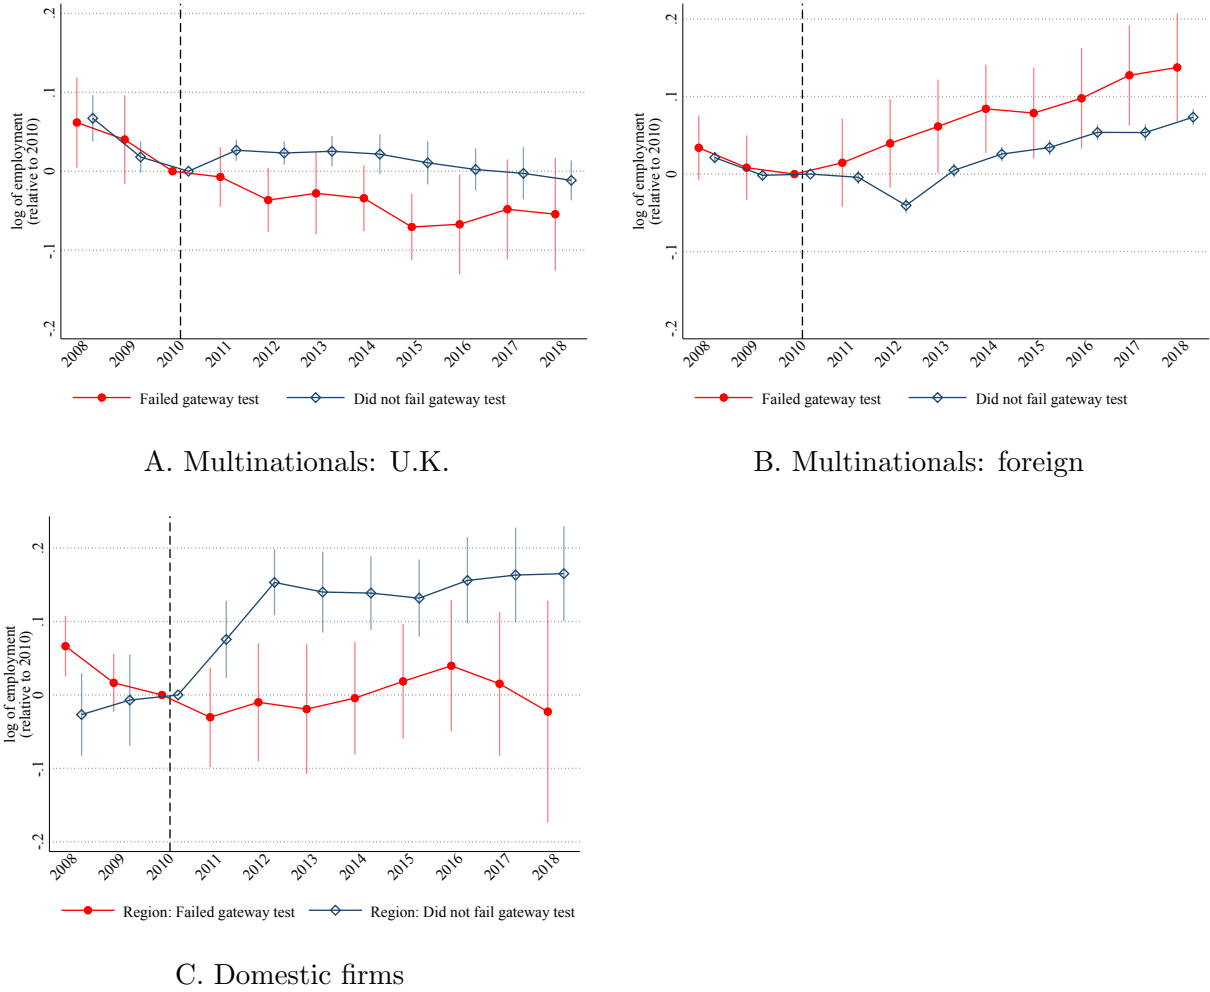 log of employment
(relative to 2010)
.2
.1
0
-.1
-.2
2008 2009 2010 2011 2012 2013 2014 2015 2016 2017 2018
Failed gateway test Did not fail gateway test
A. Multinationals: U.K.
log of employment
(relative to 2010)
.2
.1
0
-.1
-.2
2008 2009 2010 2011 2012 2013 2014 2015 2016 2017 2018
Failed gateway test Did not fail gateway test
B. Multinationals: foreign
log of employment
(relative to 2010)
.2
.1
0
-.1
-.2
2008 2009 2010 2011 2012 2013 2014 2015 2016 2017 2018
Region: Failed gateway test Region: Did not fail gateway test
C. Domestic firms